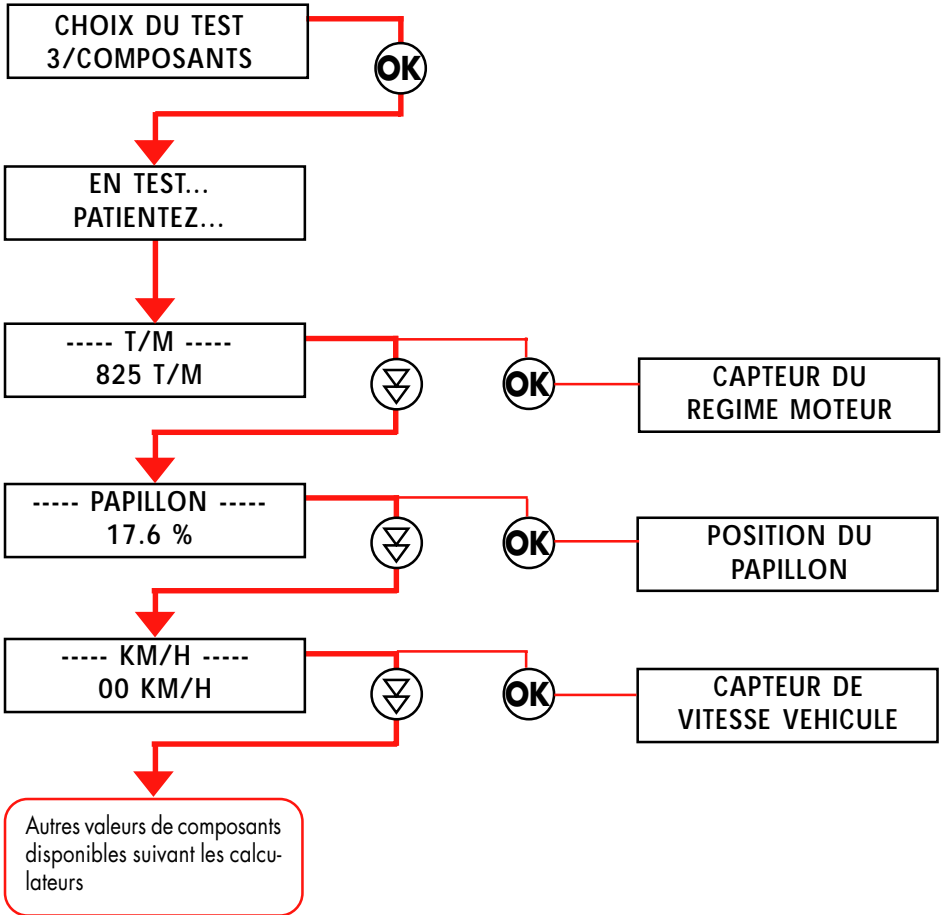 CHOIX DU TEST
3/COMPOSANTS
OK
EN TEST...
PATIENTEZ...
----- T/M -----
825 T/M
OK
CAPTEUR DU
REGIME MOTEUR
----- PAPILLON -----
17.6 %
OK
POSITION DU
PAPILLON
----- KM/H -----
00 KM/H
OK
CAPTEUR DE
VITESSE VEHICULE
Autres valeurs de composants
disponibles suivant les calcu-
lateurs